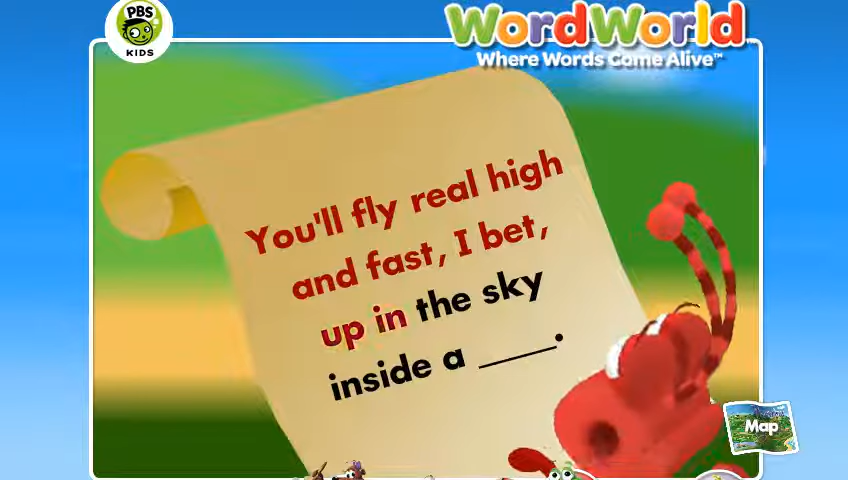 PBS
KIDS
WordWorld
Where Words Come Alive™
You'll fly real high
and fast, I bet,
up in the sky
inside a ____.
Map